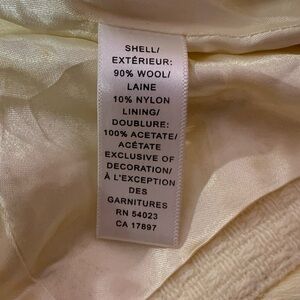 SHELL/
EXTÉRIEUR:
90% WOOL/
LAINE
10% NYLON
LINING/
DOUBLURE:
100% ACETATE/
ACÉTATE
EXCLUSIVE OF
DECORATION/
À L'EXCEPTION
DES
GARNITURES
RN 54023
CA 17897